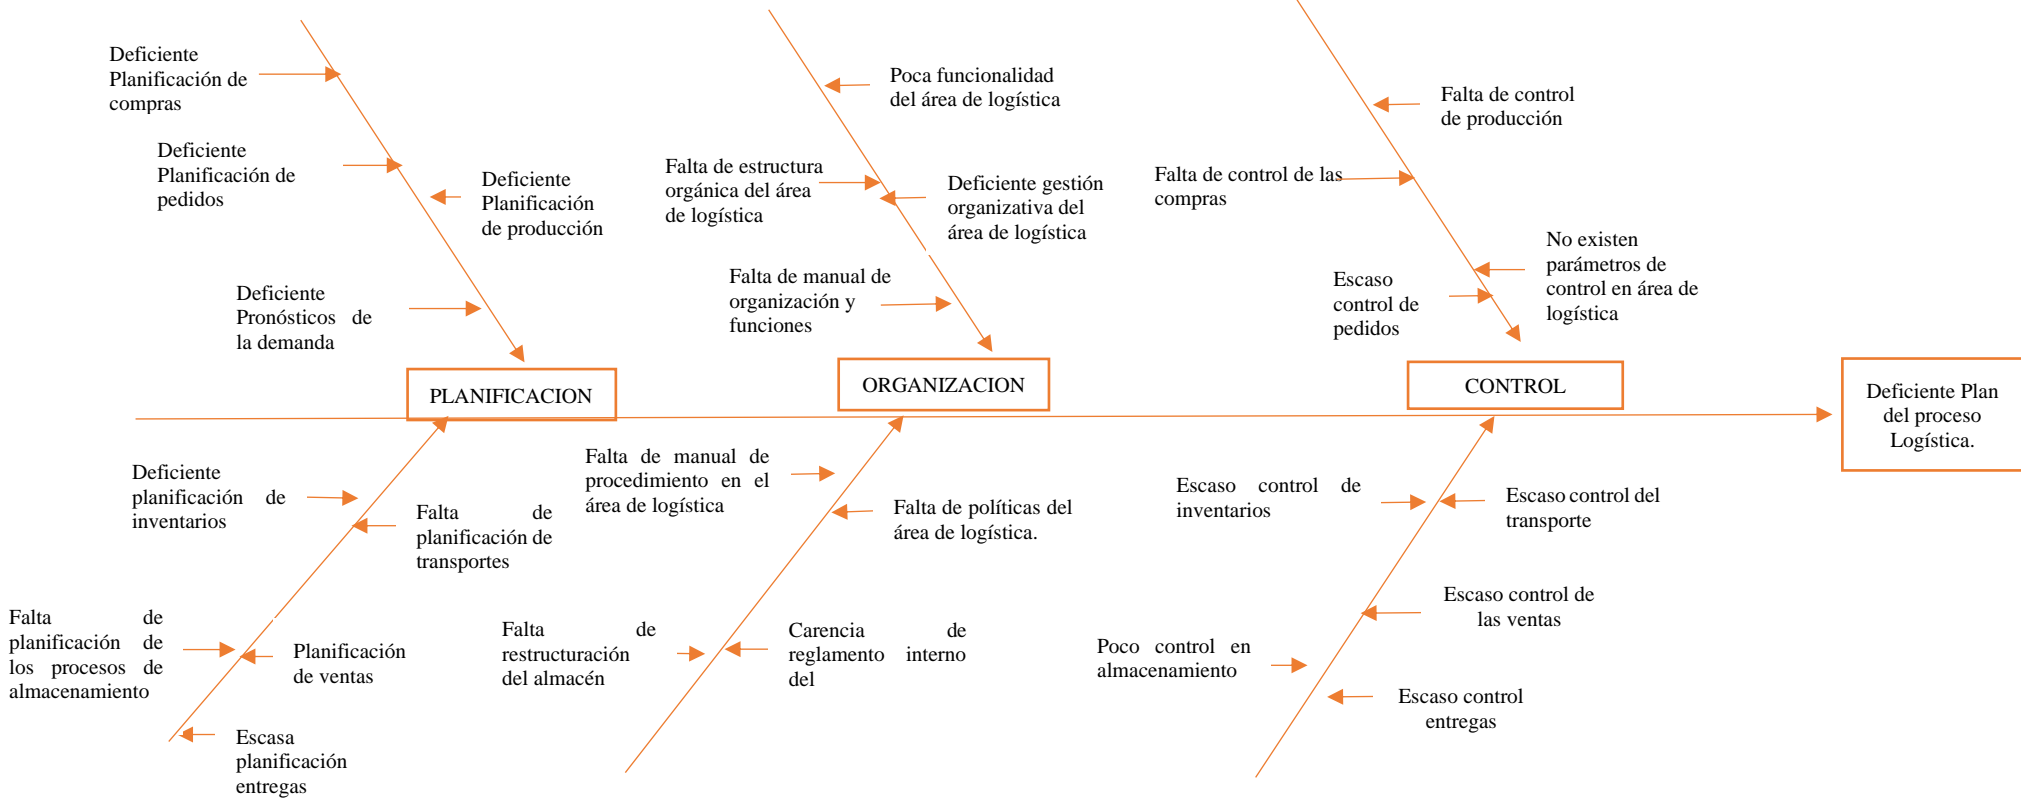 Deficiente
Planificación de
compras
Deficiente
Planificación de
pedidos
Deficiente
Planificación
de producción
Deficiente
Pronósticos de
la demanda
Poca funcionalidad
del área de logística
Falta de estructura
orgánica del área
de logística
Deficiente gestión
organizativa del
área de logística
Falta de manual de
organización y
funciones
Falta de control
de producción
Falta de control de las
compras
No existen
parámetros de
control en área de
logística
Escaso
control de
pedidos
PLANIFICACION
ORGANIZACION
CONTROL
Deficiente Plan
del proceso
Logística.
Deficiente
planificación de
inventarios
Falta de
planificación de
transportes
Falta de
planificación de
los procesos de
almacenamiento
Planificación
de ventas
Escasa
planificación
entregas
Falta de manual de
procedimiento en el
área de logística
Falta de políticas del
área de logística.
Falta de
restructuración
del almacén
Carencia de
reglamento interno
del
Escaso control de
inventarios
Escaso control del
transporte
Escaso control de
las ventas
Poco control en
almacenamiento
Escaso control
entregas